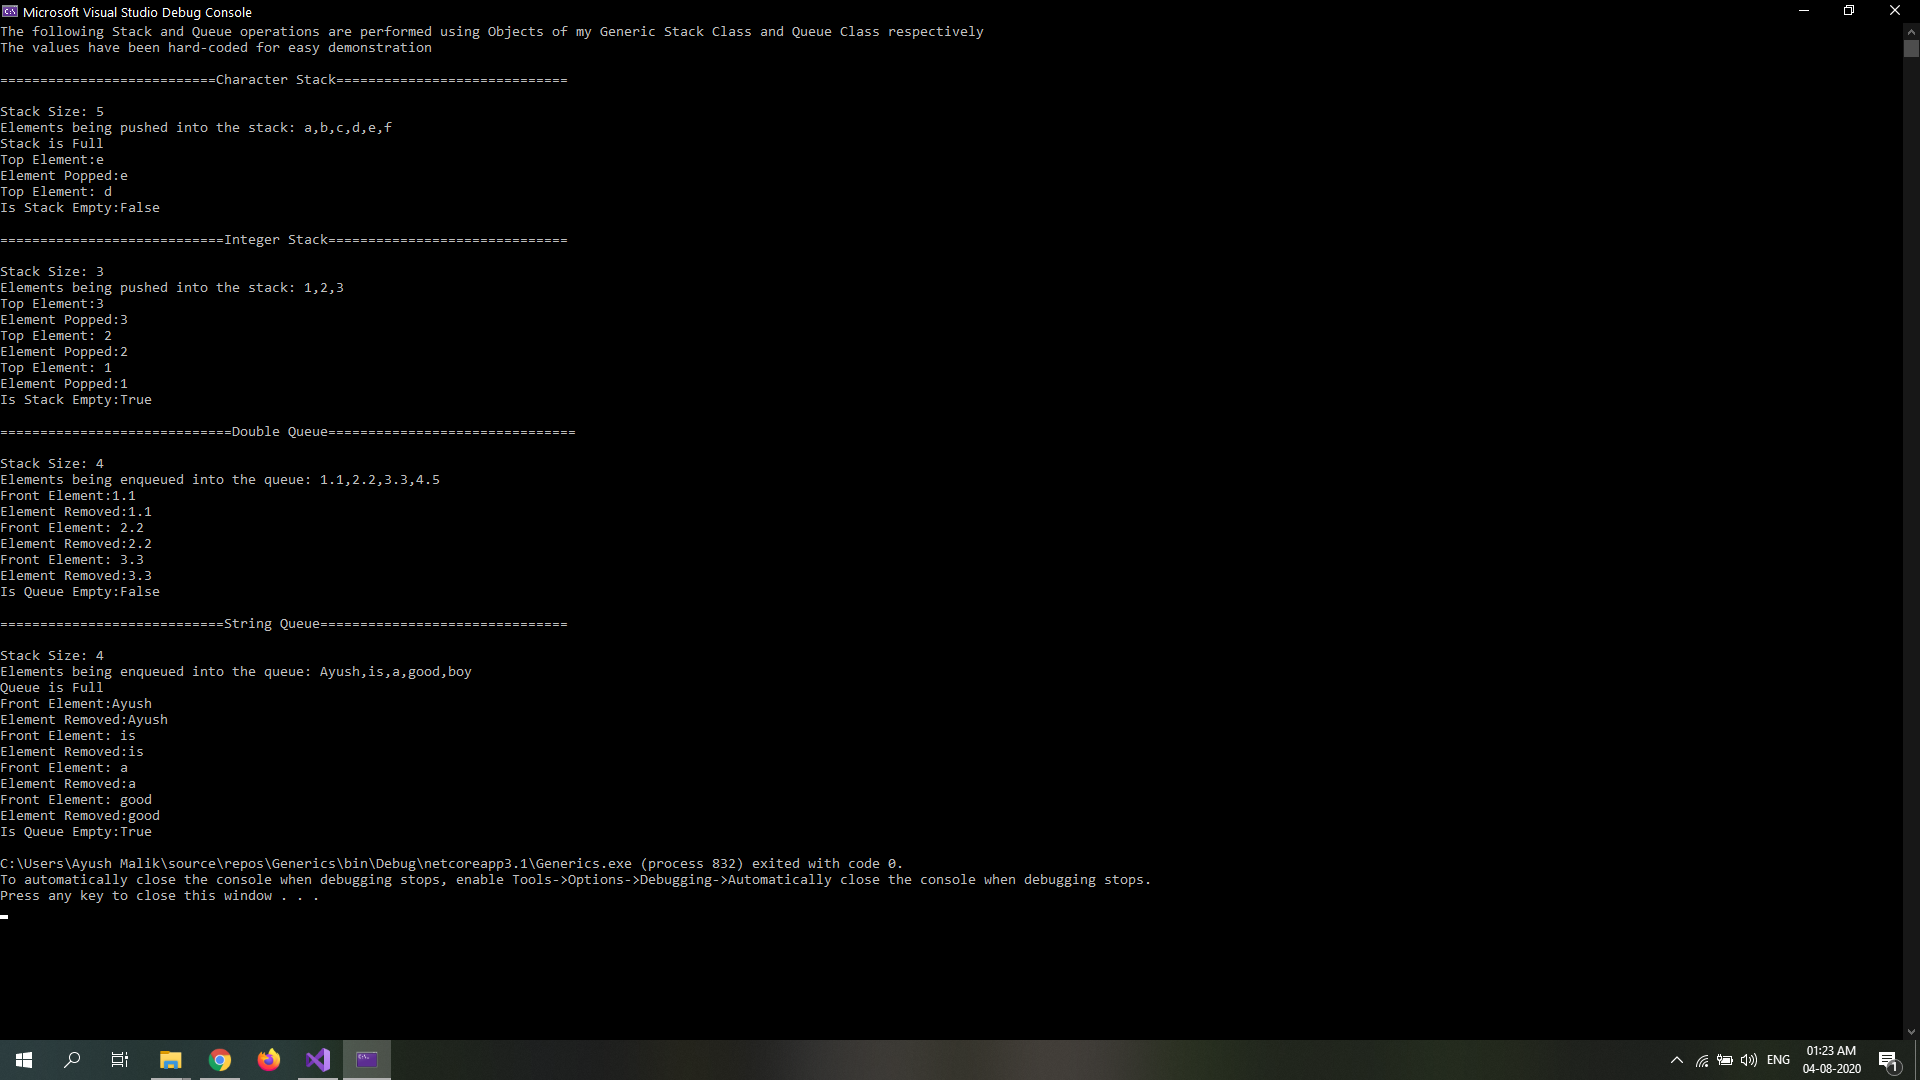 Microsoft Visual Studio Debug Console
The following Stack and Queue operations are performed using Objects of my Generic Stack Class and Queue Class respectively
The values have been hard-coded for easy demonstration
===========================Character Stack=============================
Stack Size: 5
Elements being pushed into the stack: a,b,c,d,e,f
Stack is Full
Top Element:e
Element Popped:e
Top Element: d
Is Stack Empty:False
============================Integer Stack==============================
Stack Size: 3
Elements being pushed into the stack: 1,2,3
Top Element:3
Element Popped:3
Top Element: 2
Element Popped:2
Top Element: 1
Element Popped:1
Is Stack Empty:True
=============================Double Queue===============================
Stack Size: 4
Elements being enqueued into the queue: 1.1,2.2,3.3,4.5
Front Element:1.1
Element Removed:1.1
Front Element: 2.2
Element Removed:2.2
Front Element: 3.3
Element Removed:3.3
Is Queue Empty:False
============================String Queue===============================
Stack Size: 4
Elements being enqueued into the queue: Ayush,is,a,good,boy
Queue is Full
Front Element:Ayush
Element Removed:Ayush
Front Element: is
Element Removed:is
Front Element: a
Element Removed:a
Front Element: good
Element Removed:good
Is Queue Empty:True
C:\Users\Ayush Malik\source\repos\Generics\bin\Debug\netcoreapp3.1\Generics.exe (process 832) exited with code 0.
To automatically close the console when debugging stops, enable Tools->Options->Debugging->Automatically close the console when debugging stops.
Press any key to close this window . . .
ENG
01:23 AM
04-08-2020
1